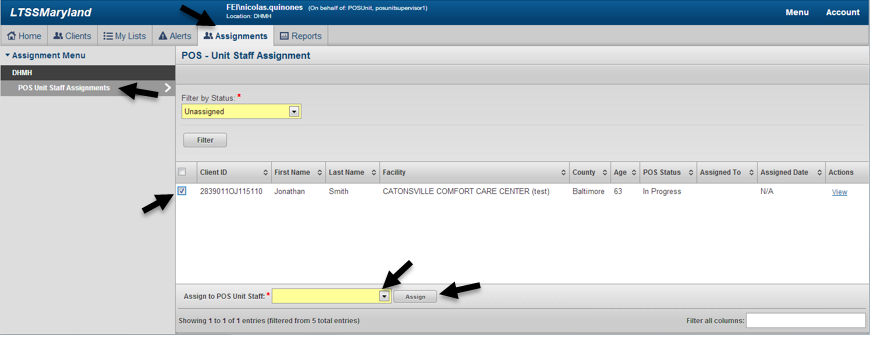 LTSSMaryland
FEI\nicolas.quinones (On behalf of: POSUnit, posunitsupervisor1)
Location: DHMH
Menu Account
Home Clients My Lists Alerts Assignments Reports
Assignment Menu
DHMH
POS Unit Staff Assignments
POS - Unit Staff Assignment
Filter by Status: *
Unassigned
Filter
Client ID First Name Last Name Facility County Age POS Status Assigned To Assigned Date Actions
2839011OJ115110 Jonathan Smith CATONSVILLE COMFORT CARE CENTER (test) Baltimore 63 In Progress N/A View
Assign to POS Unit Staff: * Assign
Showing 1 to 1 of 1 entries (filtered from 5 total entries) Filter all columns: